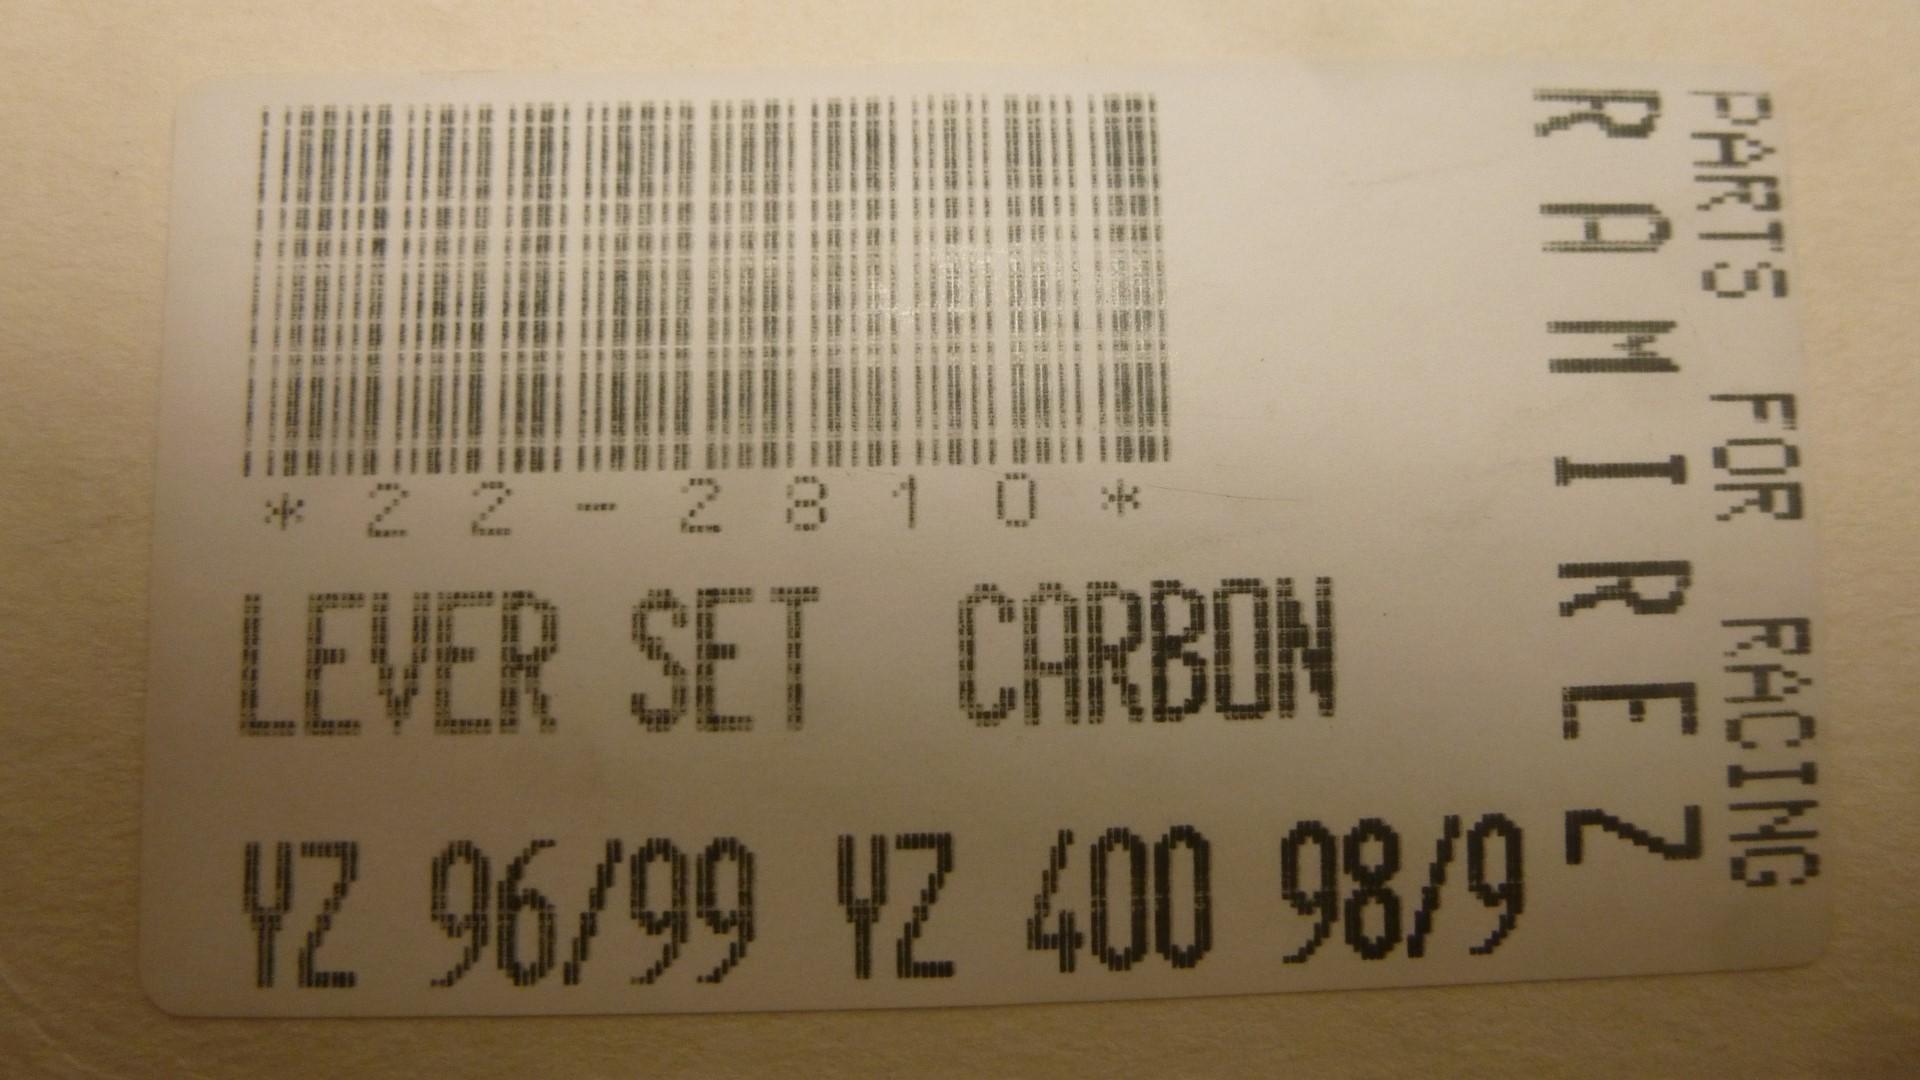 *22-2810*
LEVER SET CARBON
YZ 96/99 YZ 400 98/9
PARTS FOR RACING
RAMIREZ